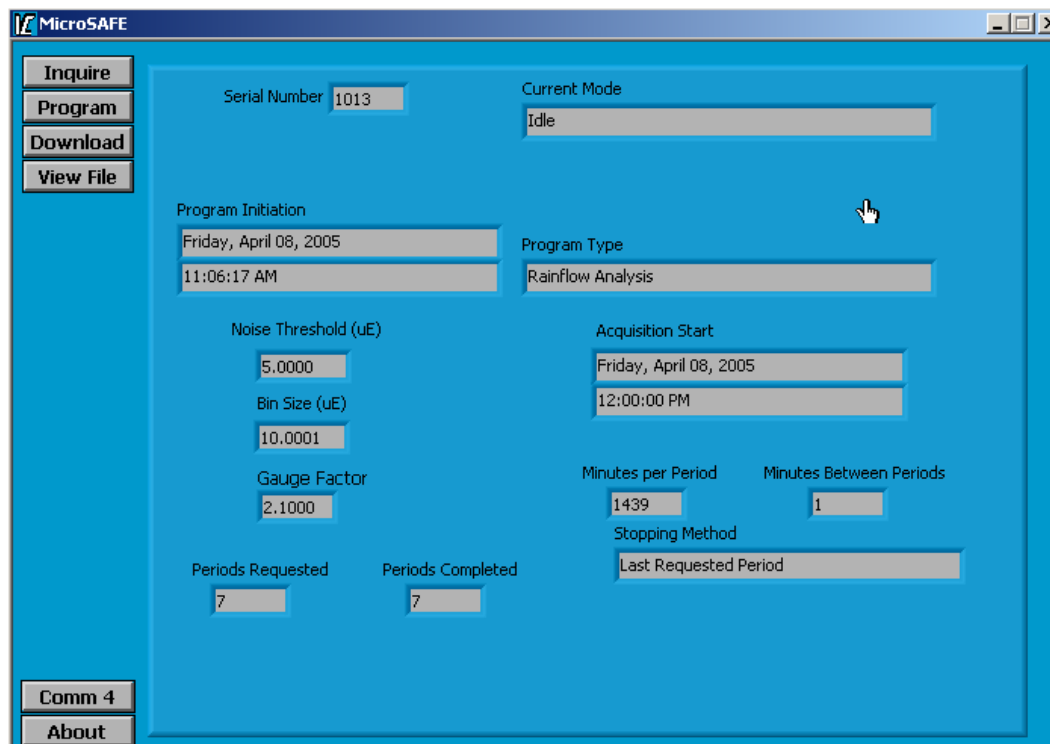 MicroSAFE
Inquire
Program
Download
View File
Serial Number 1013
Current Mode
Idle
Program Initiation
Friday, April 08, 2005
11:06:17 AM
Program Type
Rainflow Analysis
Noise Threshold (uE)
5.0000
Bin Size (uE)
10.0001
Gauge Factor
2.1000
Acquisition Start
Friday, April 08, 2005
12:00:00 PM
Minutes per Period
1439
Minutes Between Periods
1
Stopping Method
Last Requested Period
Periods Requested
7
Periods Completed
7
Comm 4
About